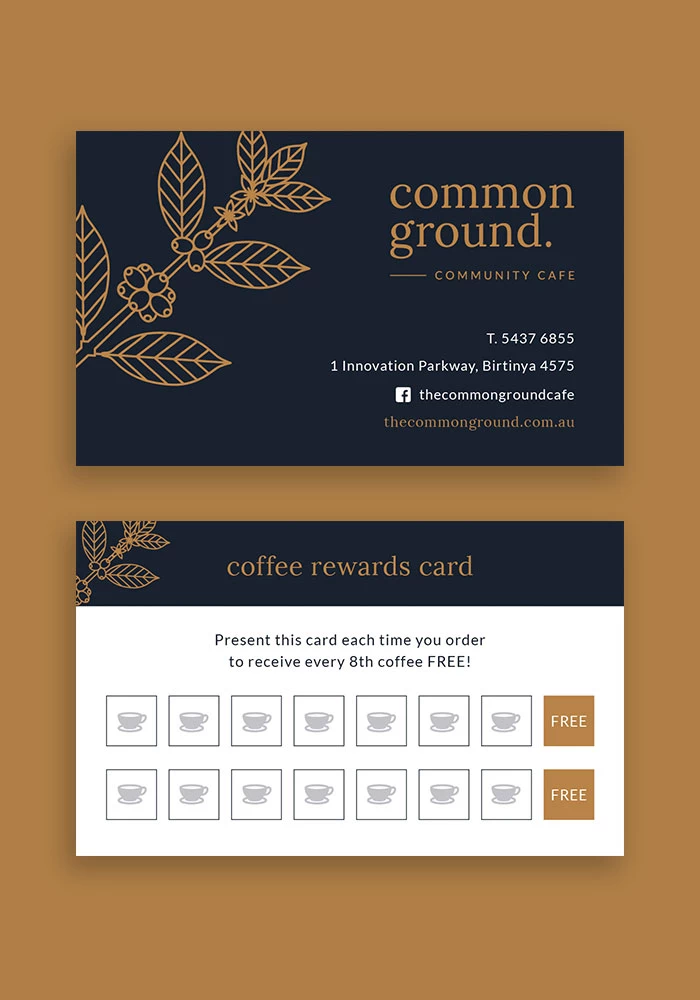 common
ground.
COMMUNITY CAFE
T. 5437 6855
1 Innovation Parkway, Birtinya 4575
thecommongroundcafe
thecommonground.com.au
coffee rewards card
Present this card each time you order
to receive every 8th coffee FREE!
FREE
FREE